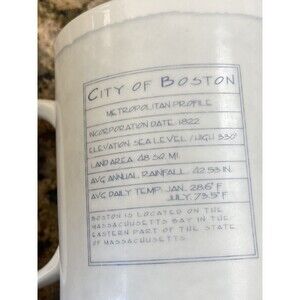 CITY OF BOSTON
METROPOLITAN PROFILE
INCORPORATION DATE: 1822
ELEVATION: SEA LEVEL / HIGH 330'
LAND AREA: 48 SQ. MI.
AVG ANNUAL RAINFALL: 42.53 IN.
AVG DAILY TEMP: JAN. 28.6° F
JULY. 73.5° F
BOSTON IS LOCATED ON THE
MASSACHUSETTS BAY IN THE
EASTERN PART OF THE STATE
OF MASSACHUSETTS.